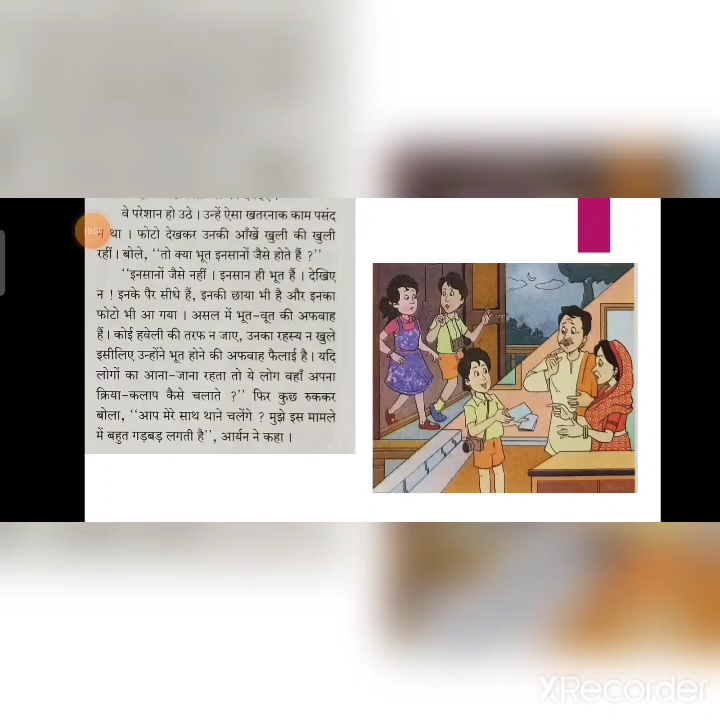 वे परेशान हो उठे । उन्हें ऐसा खतरनाक काम पसंद
न था । फोटो देखकर उनकी आँखें खुली की खुली
रहीं । बोले, ‘‘तो क्या भूत इनसानों जैसे होते हैं ?’’
‘‘इनसानों जैसे नहीं । इनसान ही भूत हैं । देखिए
न ! इनके पैर सीधे हैं, इनकी छाया भी है और इनका
फोटो भी आ गया । असल में भूत-वूत की अफवाह
हैं । कोई हवेली की तरफ न जाए, उनका रहस्य न खुले
इसीलिए उन्होंने भूत होने की अफवाह फैलाई है । यदि
लोगों का आना-जाना रहता तो ये लोग वहाँ अपना
क्रिया-कलाप कैसे चलाते ?’’ फिर कुछ रुककर
बोला, ‘‘आप मेरे साथ थाने चलेंगे ? मुझे इस मामले
में बहुत गड़बड़ लगती है’’, आर्यन ने कहा ।
XRecorder